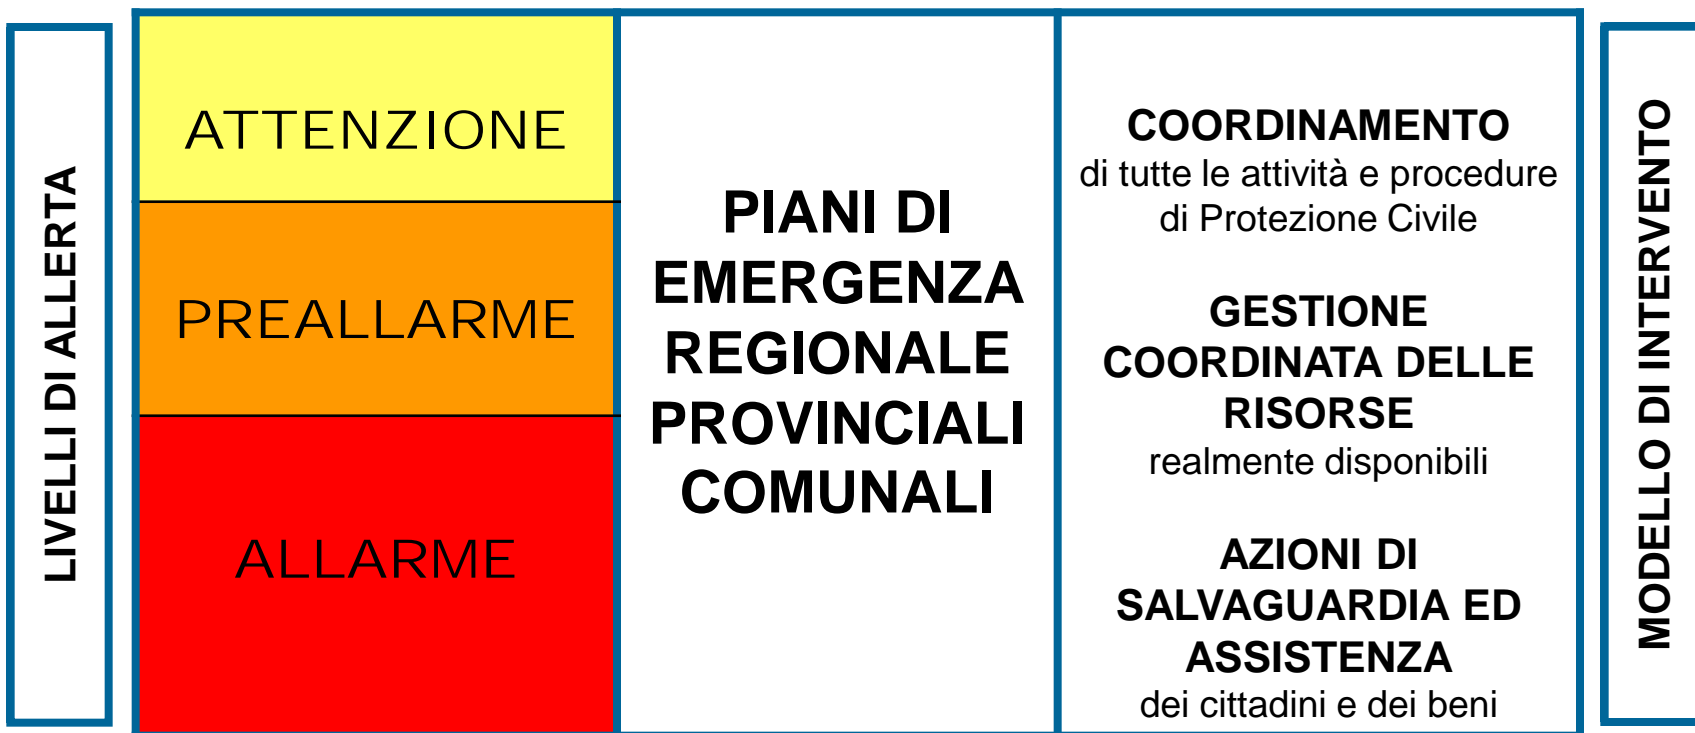 LIVELLI DI ALLERTA
ATTENZIONE
PREALLARME
ALLARME
PIANI DI
EMERGENZA
REGIONALE
PROVINCIALI
COMUNALI
COORDINAMENTO
di tutte le attività e procedure
di Protezione Civile
GESTIONE
COORDINATA DELLE
RISORSE
realmente disponibili
AZIONI DI
SALVAGUARDIA ED
ASSISTENZA
dei cittadini e dei beni
MODELLO DI INTERVENTO